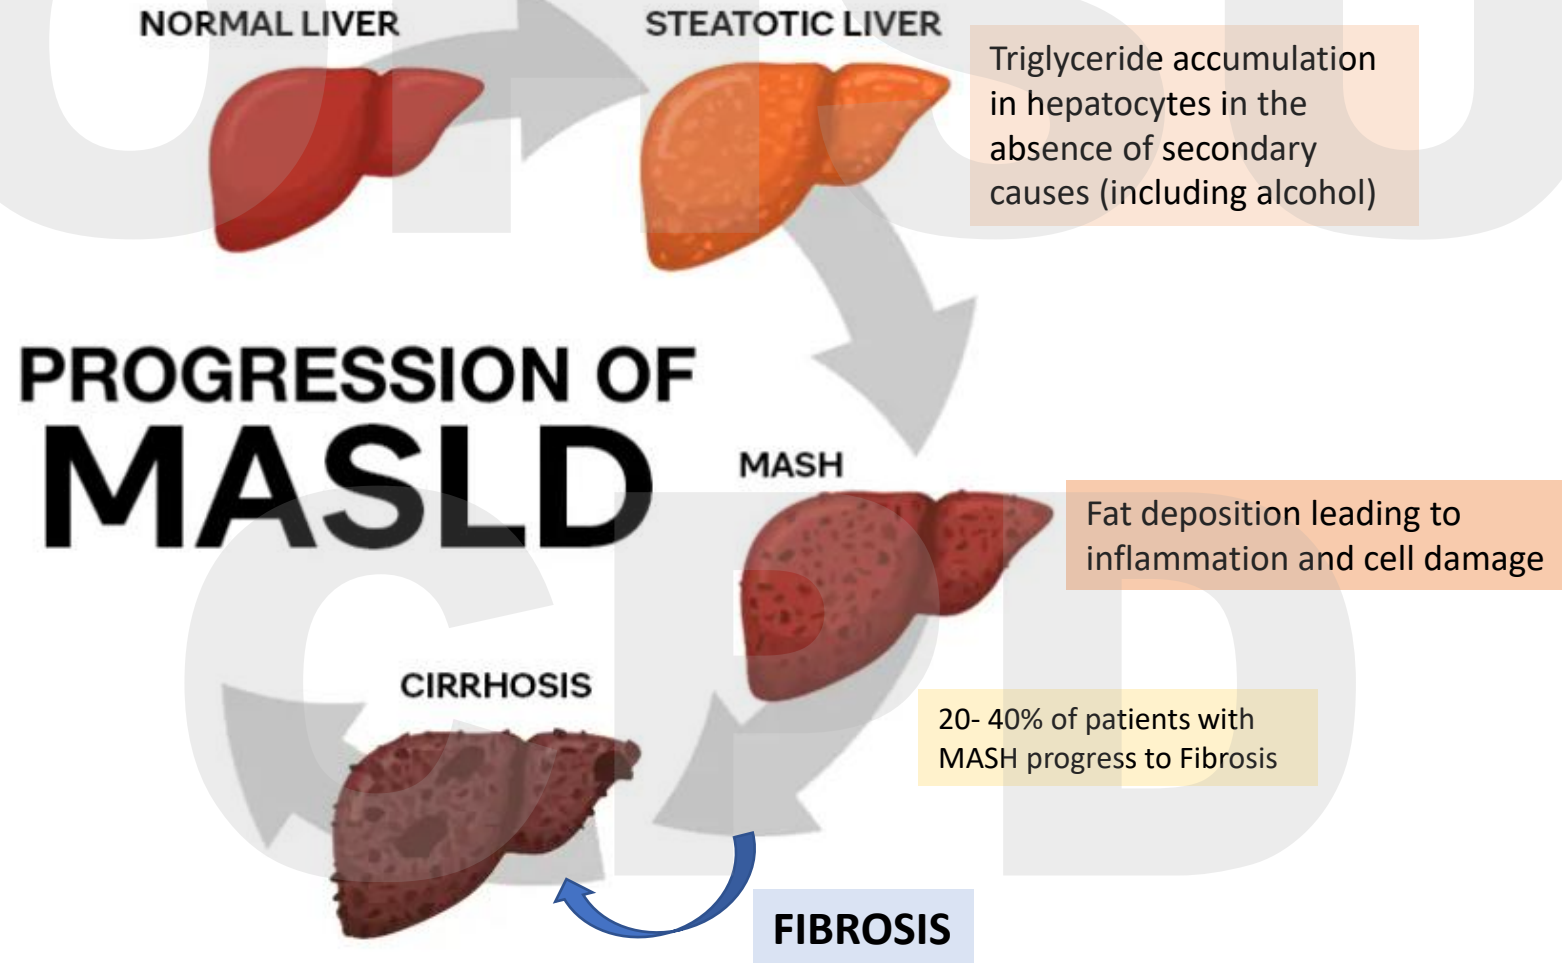 NORMAL LIVER
STEATOTIC LIVER
Triglyceride accumulation
in hepatocytes in the
absence of secondary
causes (including alcohol)
PROGRESSION OF
MASLD
MASH
Fat deposition leading to
inflammation and cell damage
CIRRHOSIS
20- 40% of patients with
MASH progress to Fibrosis
FIBROSIS
CPD